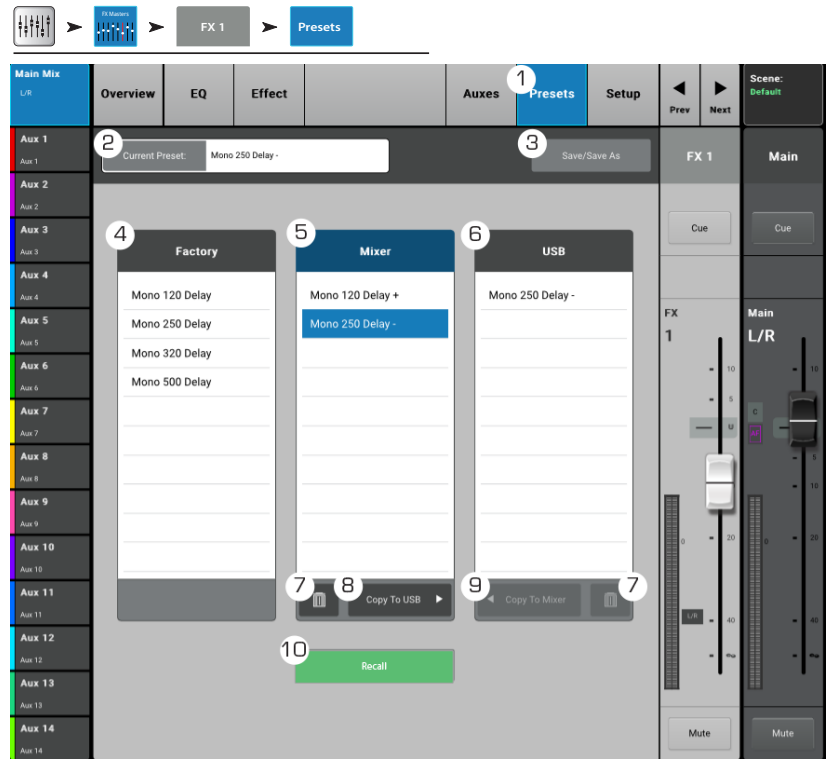 FX Masters
FX 1
Presets
Main Mix
L/R
Overview
EQ
Effect
Auxes
1
Presets
Setup
Prev
Next
Scene:
Default
Aux 1
Aux 1
Aux 2
Aux 2
Aux 3
Aux 3
Aux 4
Aux 4
Aux 5
Aux 5
Aux 6
Aux 6
Aux 7
Aux 7
Aux 8
Aux 8
Aux 9
Aux 9
Aux 10
Aux 10
Aux 11
Aux 11
Aux 12
Aux 12
Aux 13
Aux 13
Aux 14
Aux 14
2
Current Preset:
Mono 250 Delay -
3
Save/Save As
4
Factory
Mono 120 Delay
Mono 250 Delay
Mono 320 Delay
Mono 500 Delay
5
Mixer
Mono 120 Delay +
Mono 250 Delay -
7
8
Copy To USB
6
USB
Mono 250 Delay -
9
Copy To Mixer
7
10
Recall
FX 1
Cue
FX
1
10
5
U
0
20
L/R
40
∞
Mute
Main
Cue
Main
L/R
10
C
5
10
0
20
40
∞
Mute